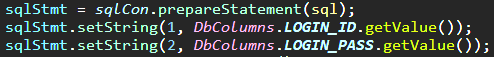 sqlStmt = sqlCon.prepareStatement(sql);
sqlStmt.setString(1, DbColumns.LOGIN_ID.getValue());
sqlStmt.setString(2, DbColumns.LOGIN_PASS.getValue());